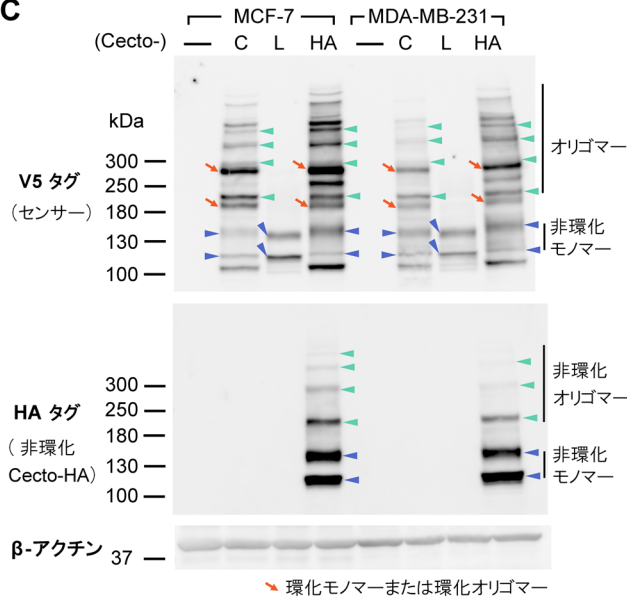 C
MCF-7 MDA-MB-231
(Cecto-) — C L HA — C L HA
kDa
300
250
180
130
100
V5 タグ
（センサー）
オリゴマー
非環化
モノマー
300
250
180
130
100
HA タグ
（ 非環化
Cecto-HA）
非環化
オリゴマー
非環化
モノマー
β-アクチン
37
環化モノマーまたは環化オリゴマー